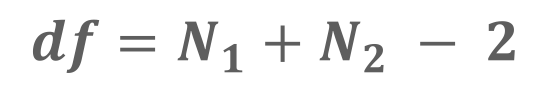 df = N₁ + N₂ − 2